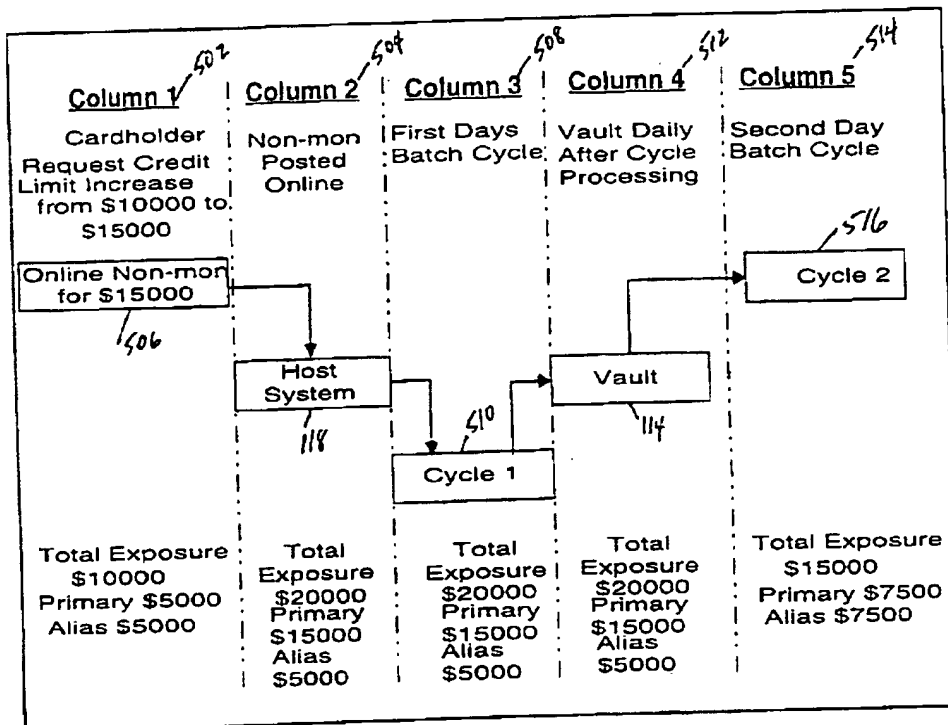 502
504
508
512
514
Column 1
Column 2
Column 3
Column 4
Column 5
Cardholder
Request Credit
Limit Increase
from $10000 to
$15000
Non-mon
Posted
Online
First Days
Batch Cycle
Vault Daily
After Cycle
Processing
Second Day
Batch Cycle
Online Non-mon
for $15000
506
Host
System
118
510
Cycle 1
Vault
114
516
Cycle 2
Total Exposure
$10000
Primary $5000
Alias $5000
Total
Exposure
$20000
Primary
$15000
Alias
$5000
Total
Exposure
$20000
Primary
$15000
Alias
$5000
Total
Exposure
$20000
Primary
$15000
Alias
$5000
Total Exposure
$15000
Primary $7500
Alias $7500